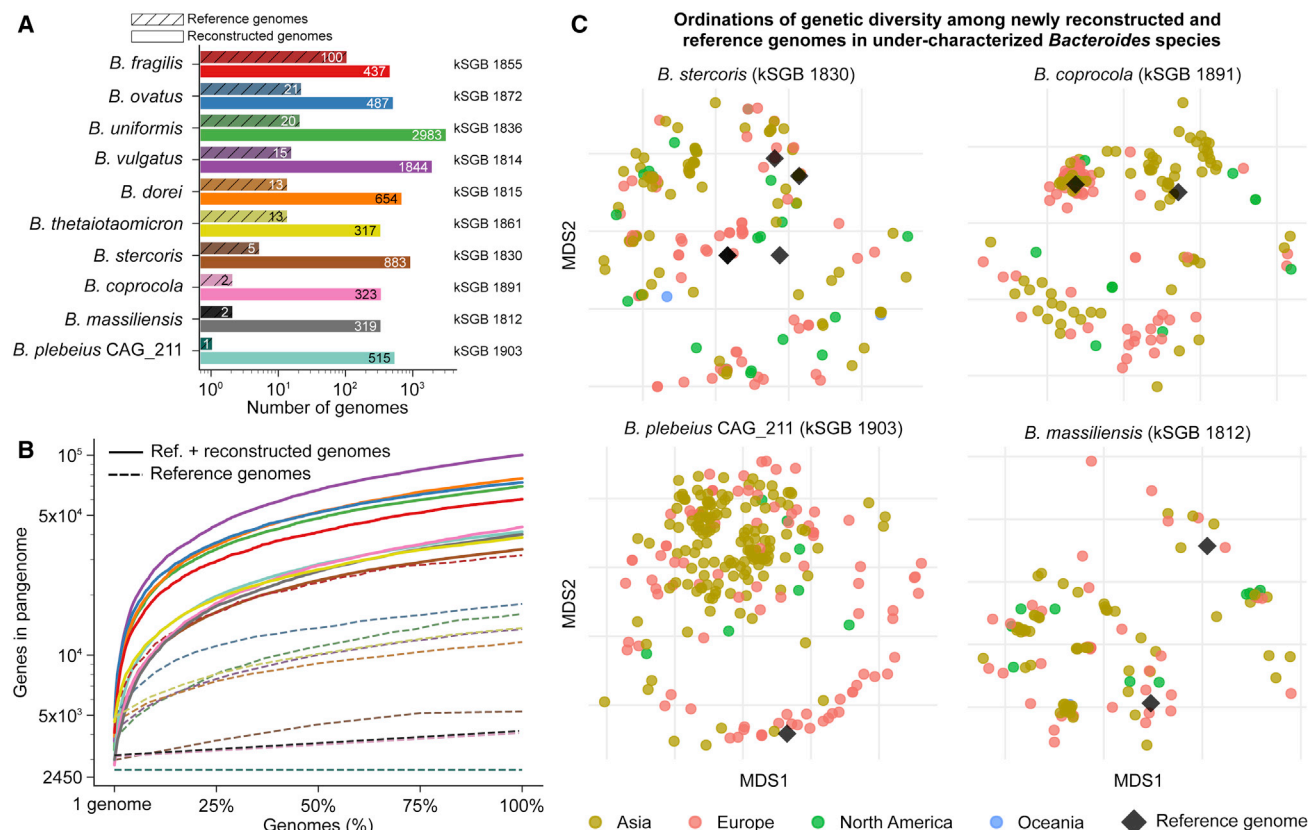 A
Reference genomes
Reconstructed genomes
B. fragilis 100 437 kSGB 1855
B. ovatus 21 487 kSGB 1872
B. uniformis 20 2983 kSGB 1836
B. vulgatus 15 1844 kSGB 1814
B. dorei 13 654 kSGB 1815
B. thetaiotaomicron 13 317 kSGB 1861
B. stercoris 5 883 kSGB 1830
B. coprocola 2 323 kSGB 1891
B. massiliensis 2 319 kSGB 1812
B. plebeius CAG_211 1 515 kSGB 1903
10⁰ 10¹ 10² 10³
Number of genomes
B
Ref. + reconstructed genomes
Reference genomes
Genes in pangenome
10⁵
5x10⁴
10⁴
5x10³
2450
1 genome 25% 50% 75% 100%
Genomes (%)
C
Ordinations of genetic diversity among newly reconstructed and
reference genomes in under-characterized Bacteroides species
B. stercoris (kSGB 1830)
B. coprocola (kSGB 1891)
MDS2
B. plebeius CAG_211 (kSGB 1903)
B. massiliensis (kSGB 1812)
MDS2
MDS1
MDS1
Asia Europe North America Oceania Reference genome